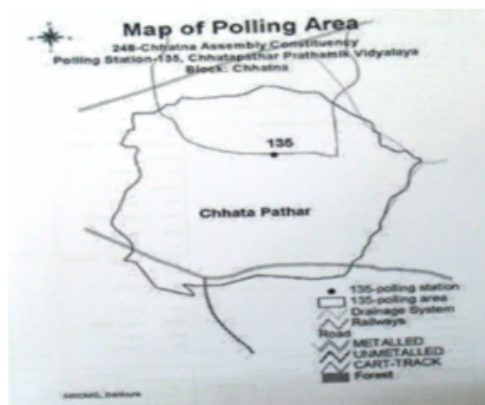 Map of Polling Area
248-Chhatna Assembly Constituency
Polling Station-135, Chhatapathar Prathamik Vidyalaya
Block: Chhatna
135
Chhata Pathar
135-polling station
135-polling area
Drainage System
Railways
Road
METALLED
UNMETALLED
CART-TRACK
Forest